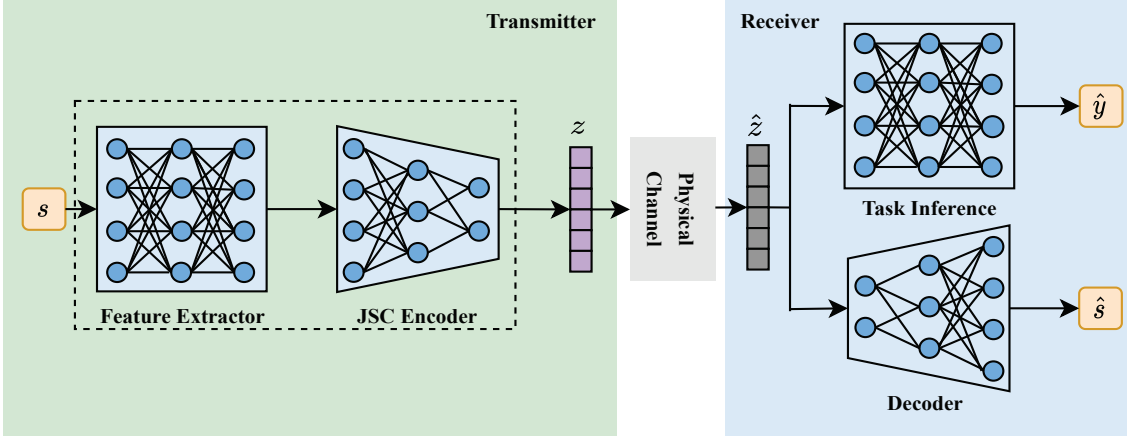 Transmitter
s
Feature Extractor
JSC Encoder
z
Physical
Channel
Receiver
ẑ
Task Inference
ŷ
Decoder
ŝ